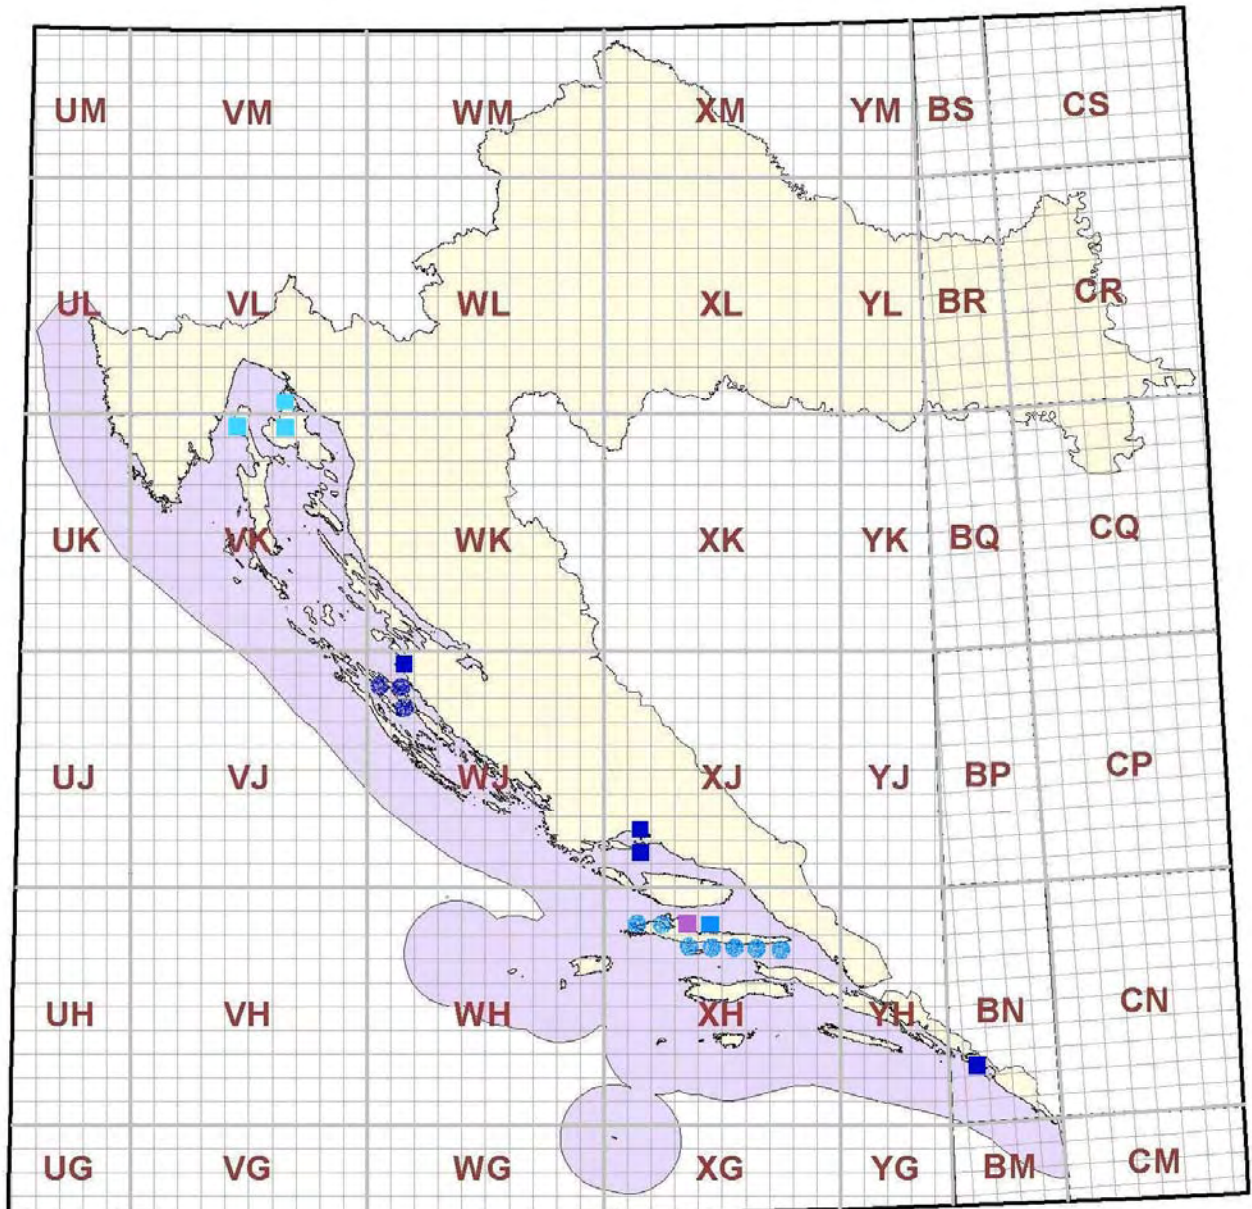 UM VM WM XM YM BS CS
UL VL WL XL YL BR CR
UK VK WK XK YK BQ CQ
UJ VJ WJ XJ YJ BP CP
UH VH WH XH YH BN CN
UG VG WG XG YG BM CM